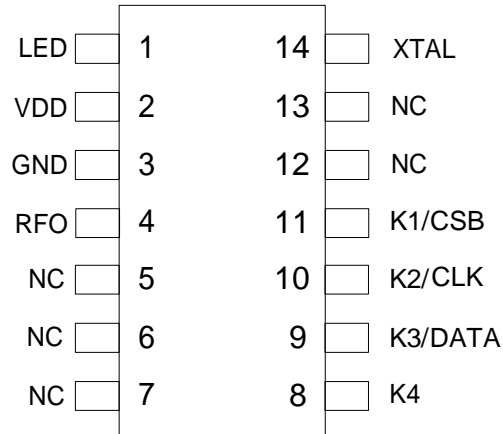 LED 1 14 XTAL
VDD 2 13 NC
GND 3 12 NC
RFO 4 11 K1/CSB
NC 5 10 K2/CLK
NC 6 9 K3/DATA
NC 7 8 K4